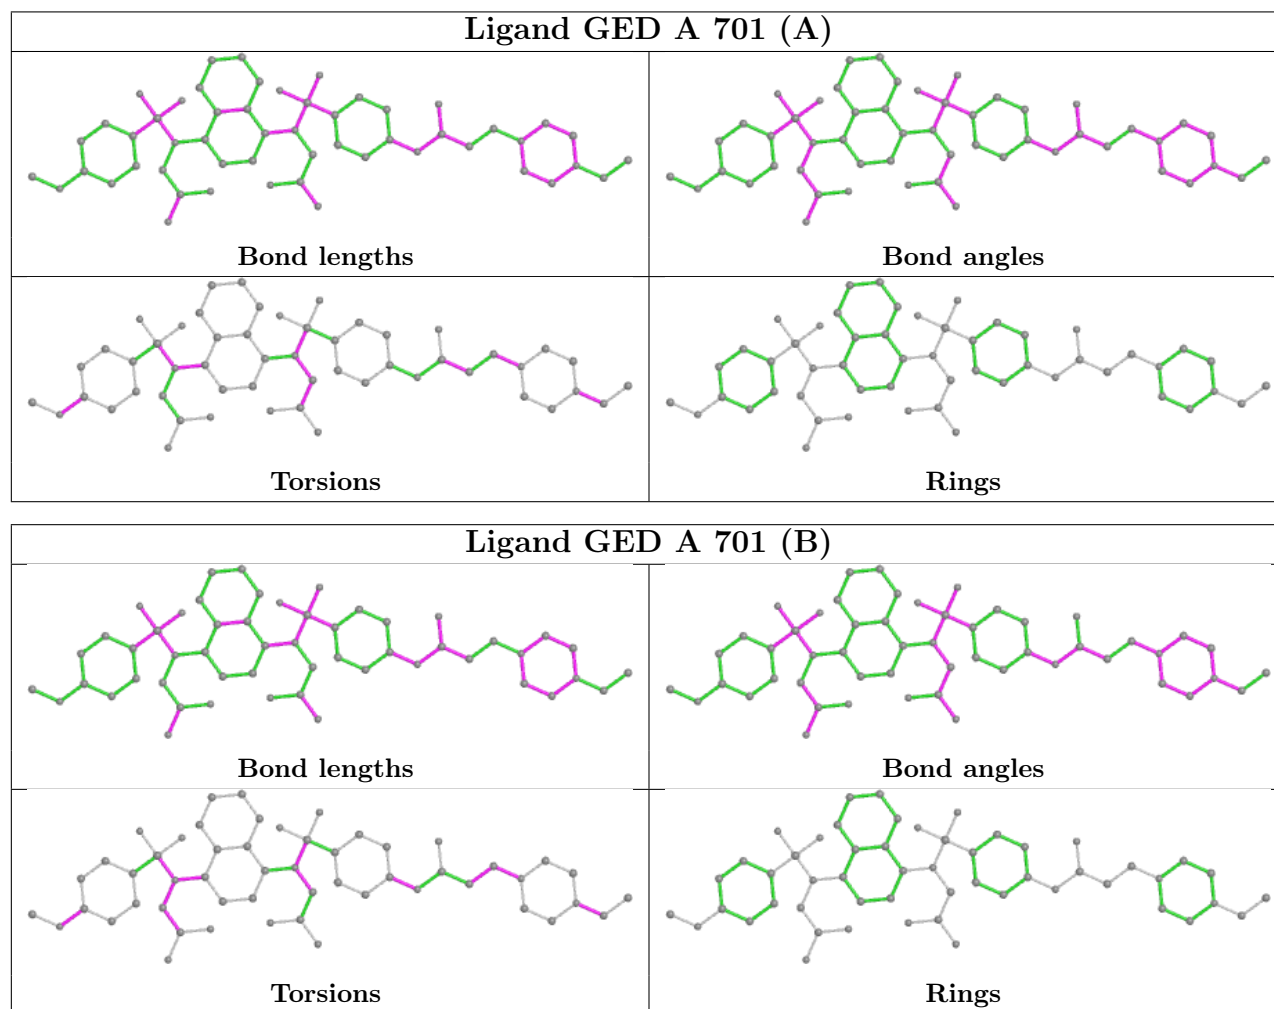 Ligand GED A 701 (A)
Bond lengths
Bond angles
Torsions
Rings
Ligand GED A 701 (B)
Bond lengths
Bond angles
Torsions
Rings